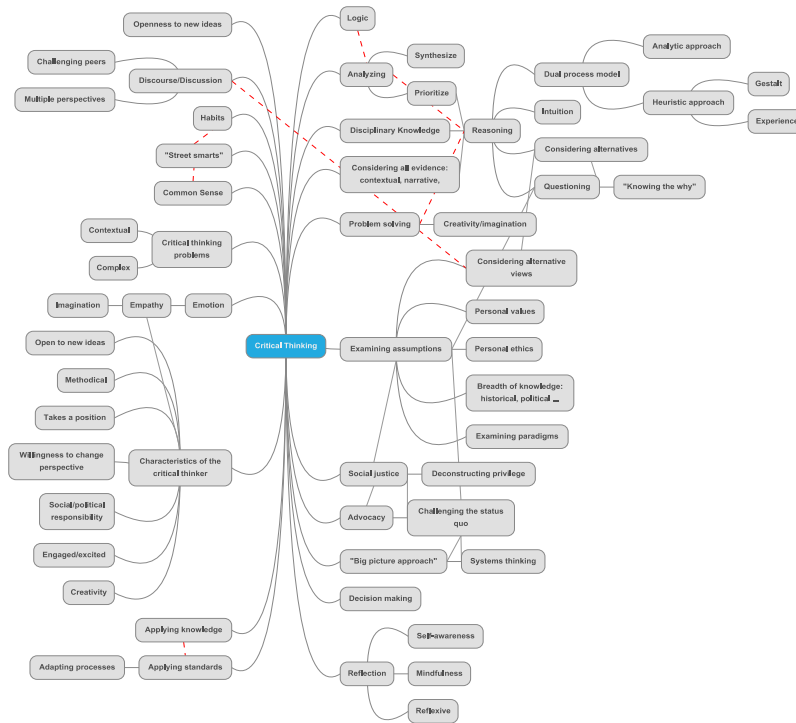 Openness to new ideas
Challenging peers
Discourse/Discussion
Multiple perspectives
Habits
"Street smarts"
Common Sense
Contextual
Critical thinking
problems
Complex
Imagination
Empathy
Emotion
Open to new ideas
Methodical
Takes a position
Willingness to change
perspective
Characteristics of the
critical thinker
Social/political
responsibility
Engaged/excited
Creativity
Applying knowledge
Adapting processes
Applying standards
Critical Thinking
Logic
Synthesize
Analyzing
Prioritize
Disciplinary Knowledge
Reasoning
Considering all evidence:
contextual, narrative,
Problem solving
Creativity/imagination
Dual process model
Analytic approach
Heuristic approach
Gestalt
Experience
Intuition
Considering alternatives
Questioning
"Knowing the why"
Considering alternative
views
Personal values
Examining assumptions
Personal ethics
Breadth of knowledge:
historical, political ...
Examining paradigms
Social justice
Deconstructing privilege
Advocacy
Challenging the status
quo
"Big picture approach"
Systems thinking
Decision making
Self-awareness
Reflection
Mindfulness
Reflexive